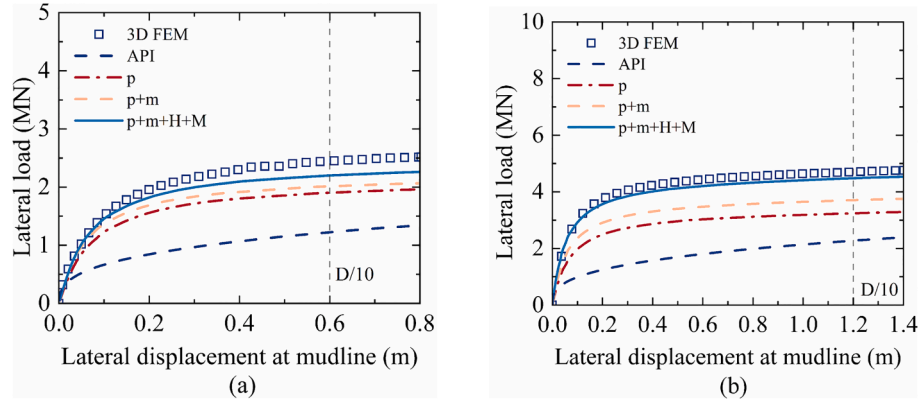 5
4
3
2
1
0
Lateral load (MN)
3D FEM
API
p
p+m
p+m+H+M
D/10
0.0 0.2 0.4 0.6 0.8
Lateral displacement at mudline (m)
(a)
10
8
6
4
2
0
Lateral load (MN)
3D FEM
API
p
p+m
p+m+H+M
D/10
0.0 0.2 0.4 0.6 0.8 1.0 1.2 1.4
Lateral displacement at mudline (m)
(b)